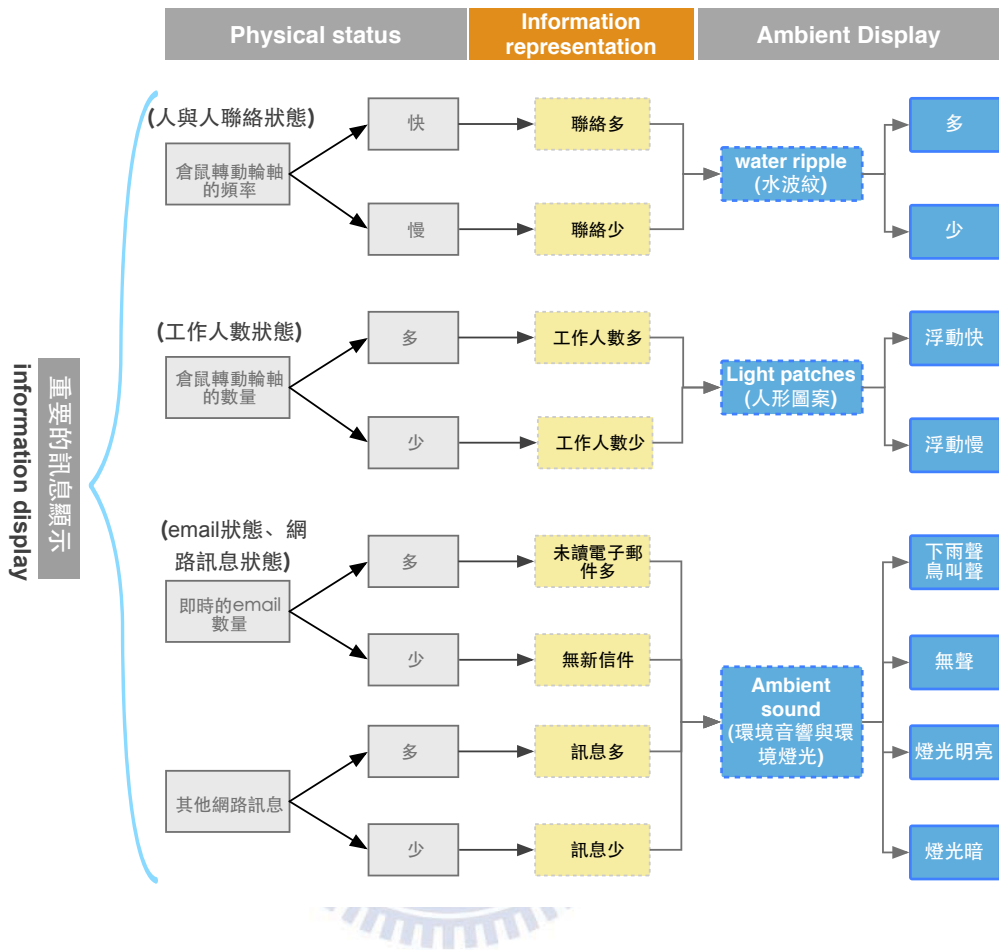 Physical status
Information
representation
Ambient Display
重要的訊息顯示
information display
(人與人聯絡狀態)
倉鼠轉動輪軸
的頻率
快
慢
聯絡多
聯絡少
water ripple
(水波紋)
多
少
(工作人數狀態)
倉鼠轉動輪軸
的數量
多
少
工作人數多
工作人數少
Light patches
(人形圖案)
浮動快
浮動慢
(email狀態、網
路訊息狀態)
即時的email
數量
多
少
未讀電子郵
件多
無新信件
其他網路訊息
多
少
訊息多
訊息少
Ambient
sound
(環境音響與環
境燈光)
下雨聲
鳥叫聲
無聲
燈光明亮
燈光暗